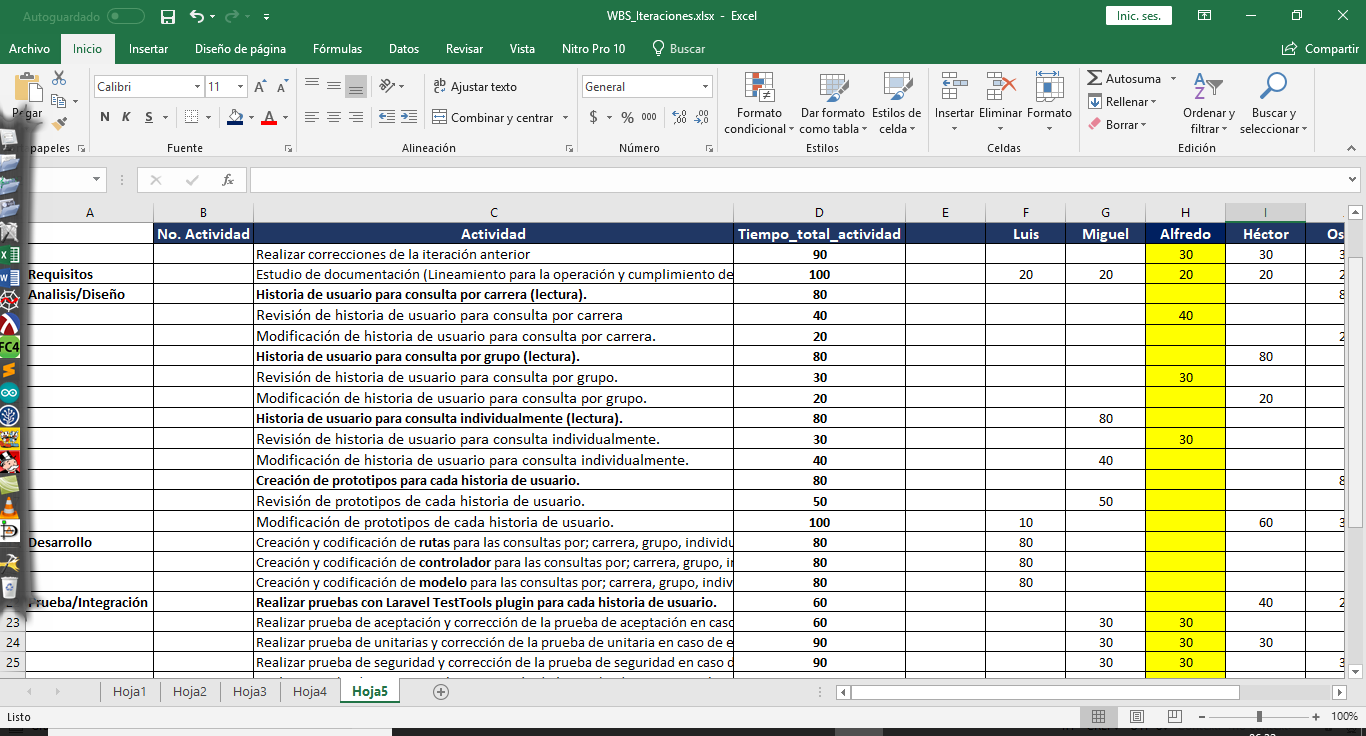 Autoguardado
WBS_Iteraciones.xlsx - Excel
Inic. ses.
Archivo Inicio Insertar Diseño de página Fórmulas Datos Revisar Vista Nitro Pro 10 Buscar Compartir
Calibri 11 Ajustar texto General Autosuma
Rellenar
Borrar
N K S Combinar y centrar $ % 000
Formato condicional Dar formato como tabla Estilos de celda Insertar Eliminar Formato Ordenar y filtrar Buscar y seleccionar
papeles Fuente Alineación Número Estilos Celdas Edición
fx
A B C D E F G H I
No. Actividad Actividad Tiempo_total_actividad Luis Miguel Alfredo Héctor Os
Realizar correcciones de la iteración anterior 90 30 30
Requisitos Estudio de documentación (Lineamiento para la operación y cumplimiento de 100 20 20 20 20
Analisis/Diseño Historia de usuario para consulta por carrera (lectura). 80
Revisión de historia de usuario para consulta por carrera 40 40
Modificación de historia de usuario para consulta por carrera. 20
Historia de usuario para consulta por grupo (lectura). 80 80
Revisión de historia de usuario para consulta por grupo. 30 30
Modificación de historia de usuario para consulta por grupo. 20 20
Historia de usuario para consulta individualmente (lectura). 80 80
Revisión de historia de usuario para consulta individualmente. 30 30
Modificación de historia de usuario para consulta individualmente. 40 40
Creación de prototipos para cada historia de usuario. 80
Revisión de prototipos de cada historia de usuario. 50 50
Modificación de prototipos de cada historia de usuario. 100 10 60
Desarrollo Creación y codificación de rutas para las consultas por; carrera, grupo, individu 80 80
Creación y codificación de controlador para las consultas por; carrera, grupo, in 80 80
Creación y codificación de modelo para las consultas por; carrera, grupo, indiv 80 80
Prueba/Integración Realizar pruebas con Laravel TestTools plugin para cada historia de usuario. 60 40
23 Realizar prueba de aceptación y corrección de la prueba de aceptación en caso 60 30 30
24 Realizar prueba de unitarias y corrección de la prueba de unitaria en caso de e 90 30 30 30
25 Realizar prueba de seguridad y corrección de la prueba de seguridad en caso d 90 30 30
Hoja1 Hoja2 Hoja3 Hoja4 Hoja5
Listo 100%